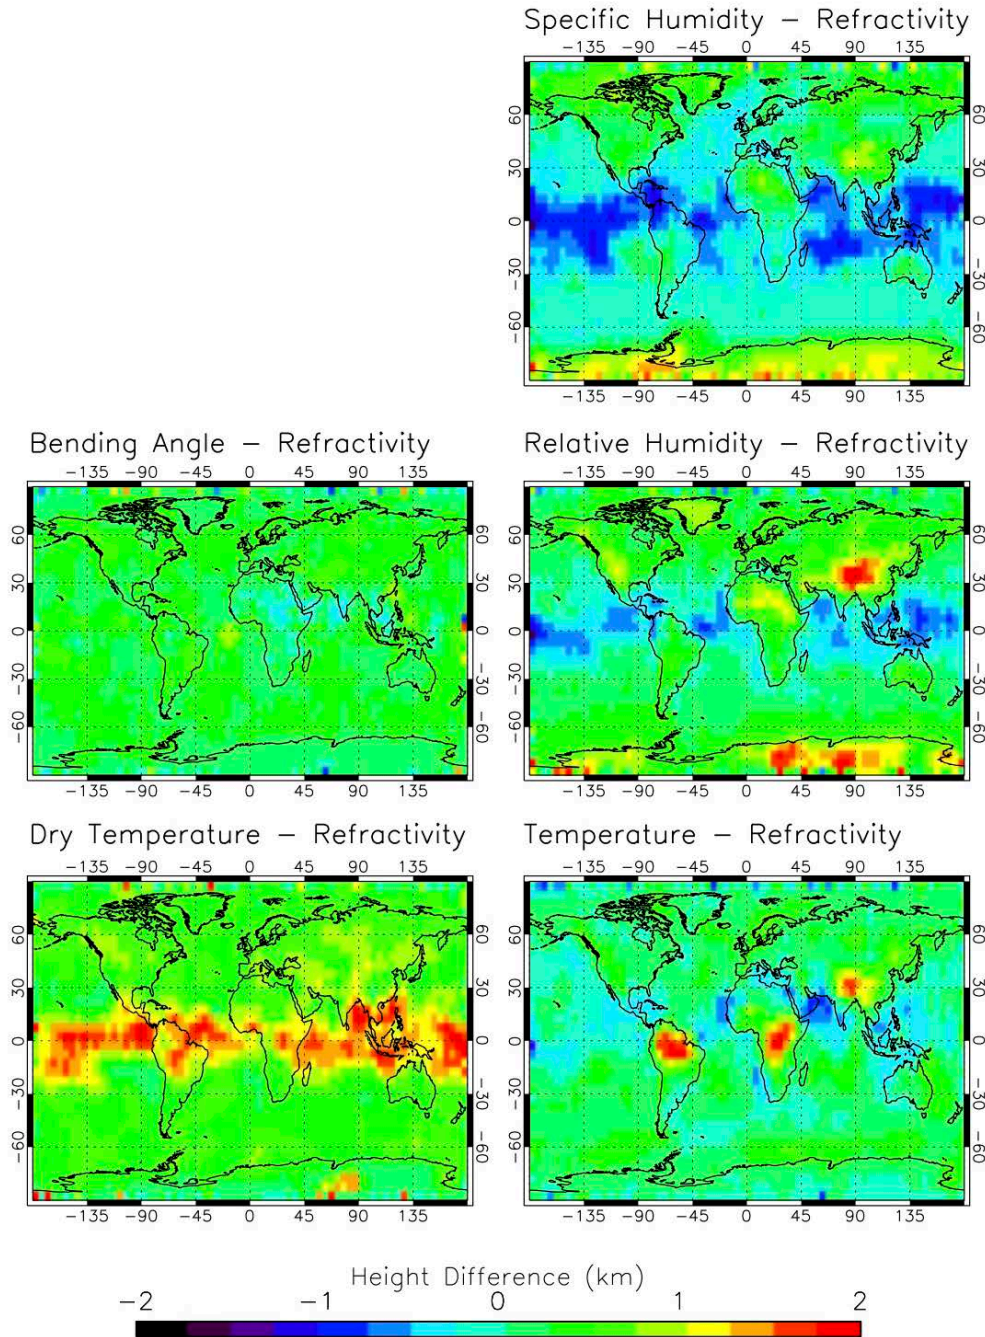 Specific Humidity − Refractivity
−135 −90 −45 0 45 90 135
60 60
30 30
0 0
−30 −30
−60 −60
−135 −90 −45 0 45 90 135
Bending Angle − Refractivity
−135 −90 −45 0 45 90 135
60 60
30 30
0 0
−30 −30
−60 −60
−135 −90 −45 0 45 90 135
Relative Humidity − Refractivity
−135 −90 −45 0 45 90 135
60 60
30 30
0 0
−30 −30
−60 −60
−135 −90 −45 0 45 90 135
Dry Temperature − Refractivity
−135 −90 −45 0 45 90 135
60 60
30 30
0 0
−30 −30
−60 −60
−135 −90 −45 0 45 90 135
Temperature − Refractivity
−135 −90 −45 0 45 90 135
60 60
30 30
0 0
−30 −30
−60 −60
−135 −90 −45 0 45 90 135
Height Difference (km)
−2 −1 0 1 2